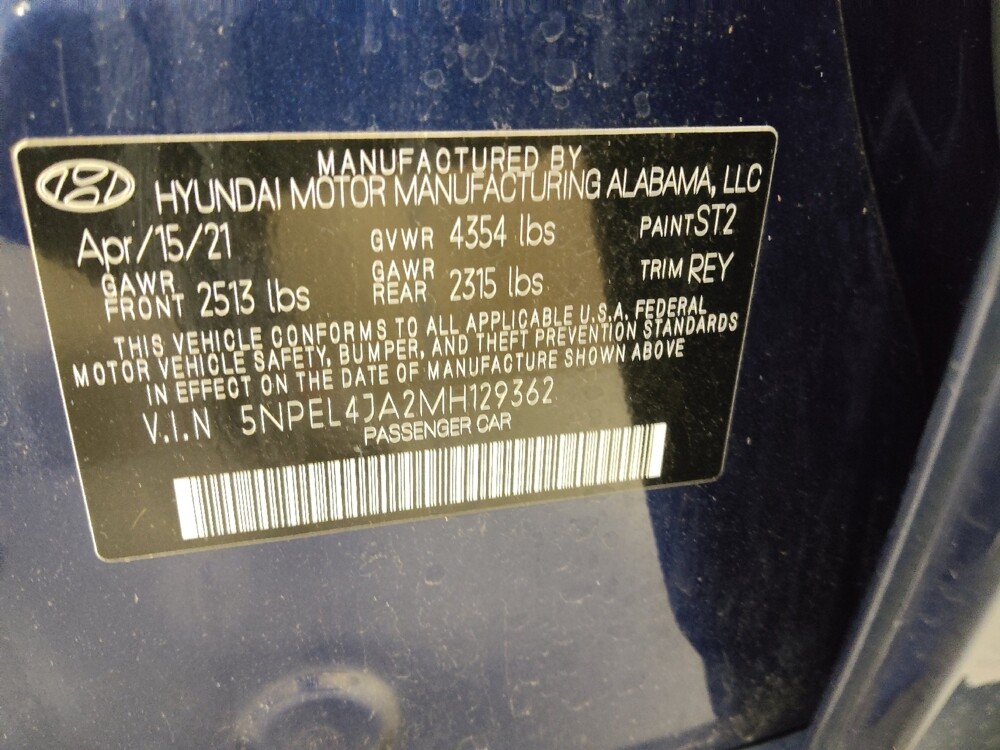 MANUFACTURED BY
HYUNDAI MOTOR MANUFACTURING ALABAMA, LLC
Apr/15/21 GVWR 4354 lbs PAINT ST2
GAWR FRONT 2513 lbs GAWR REAR 2315 lbs TRIM REY
THIS VEHICLE CONFORMS TO ALL APPLICABLE U.S.A. FEDERAL
MOTOR VEHICLE SAFETY, BUMPER, AND THEFT PREVENTION STANDARDS
IN EFFECT ON THE DATE OF MANUFACTURE SHOWN ABOVE
V.I.N 5NPEL4JA2MH129362
PASSENGER CAR